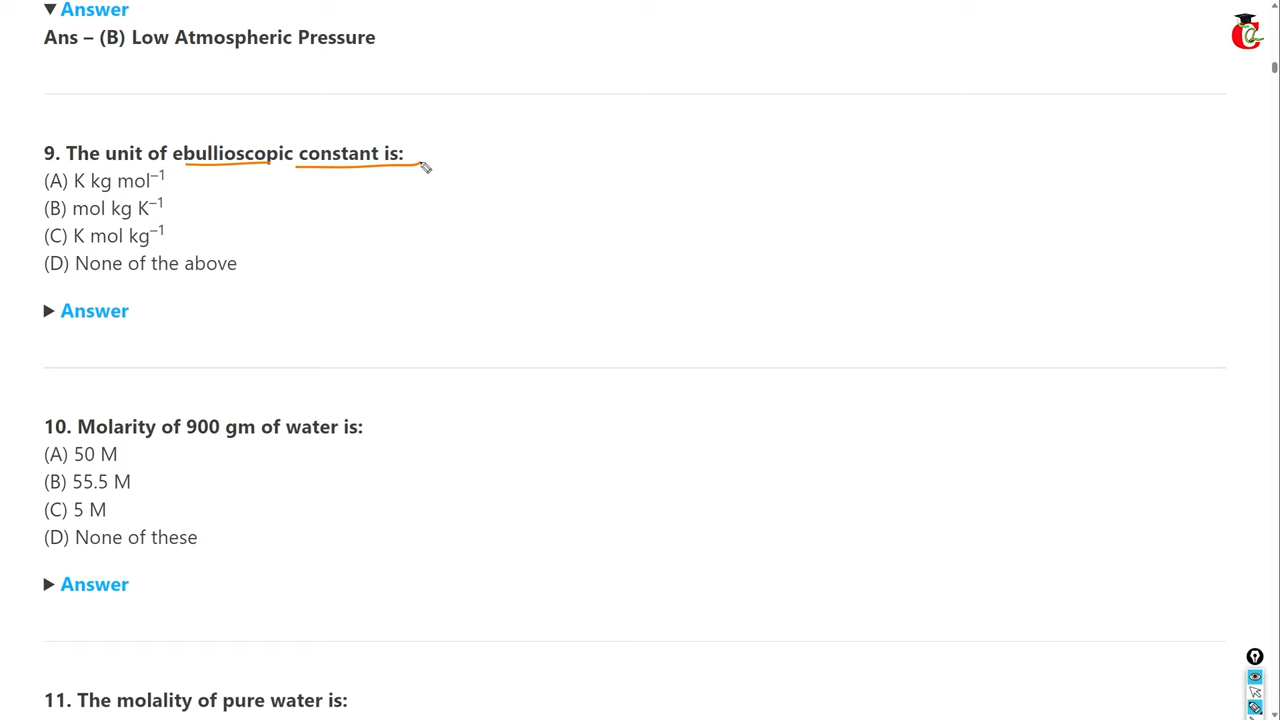 ▼ Answer
Ans – (B) Low Atmospheric Pressure
9. The unit of ebullioscopic constant is:
(A) K kg mol⁻¹
(B) mol kg K⁻¹
(C) K mol kg⁻¹
(D) None of the above
▶ Answer
10. Molarity of 900 gm of water is:
(A) 50 M
(B) 55.5 M
(C) 5 M
(D) None of these
▶ Answer
11. The molality of pure water is: